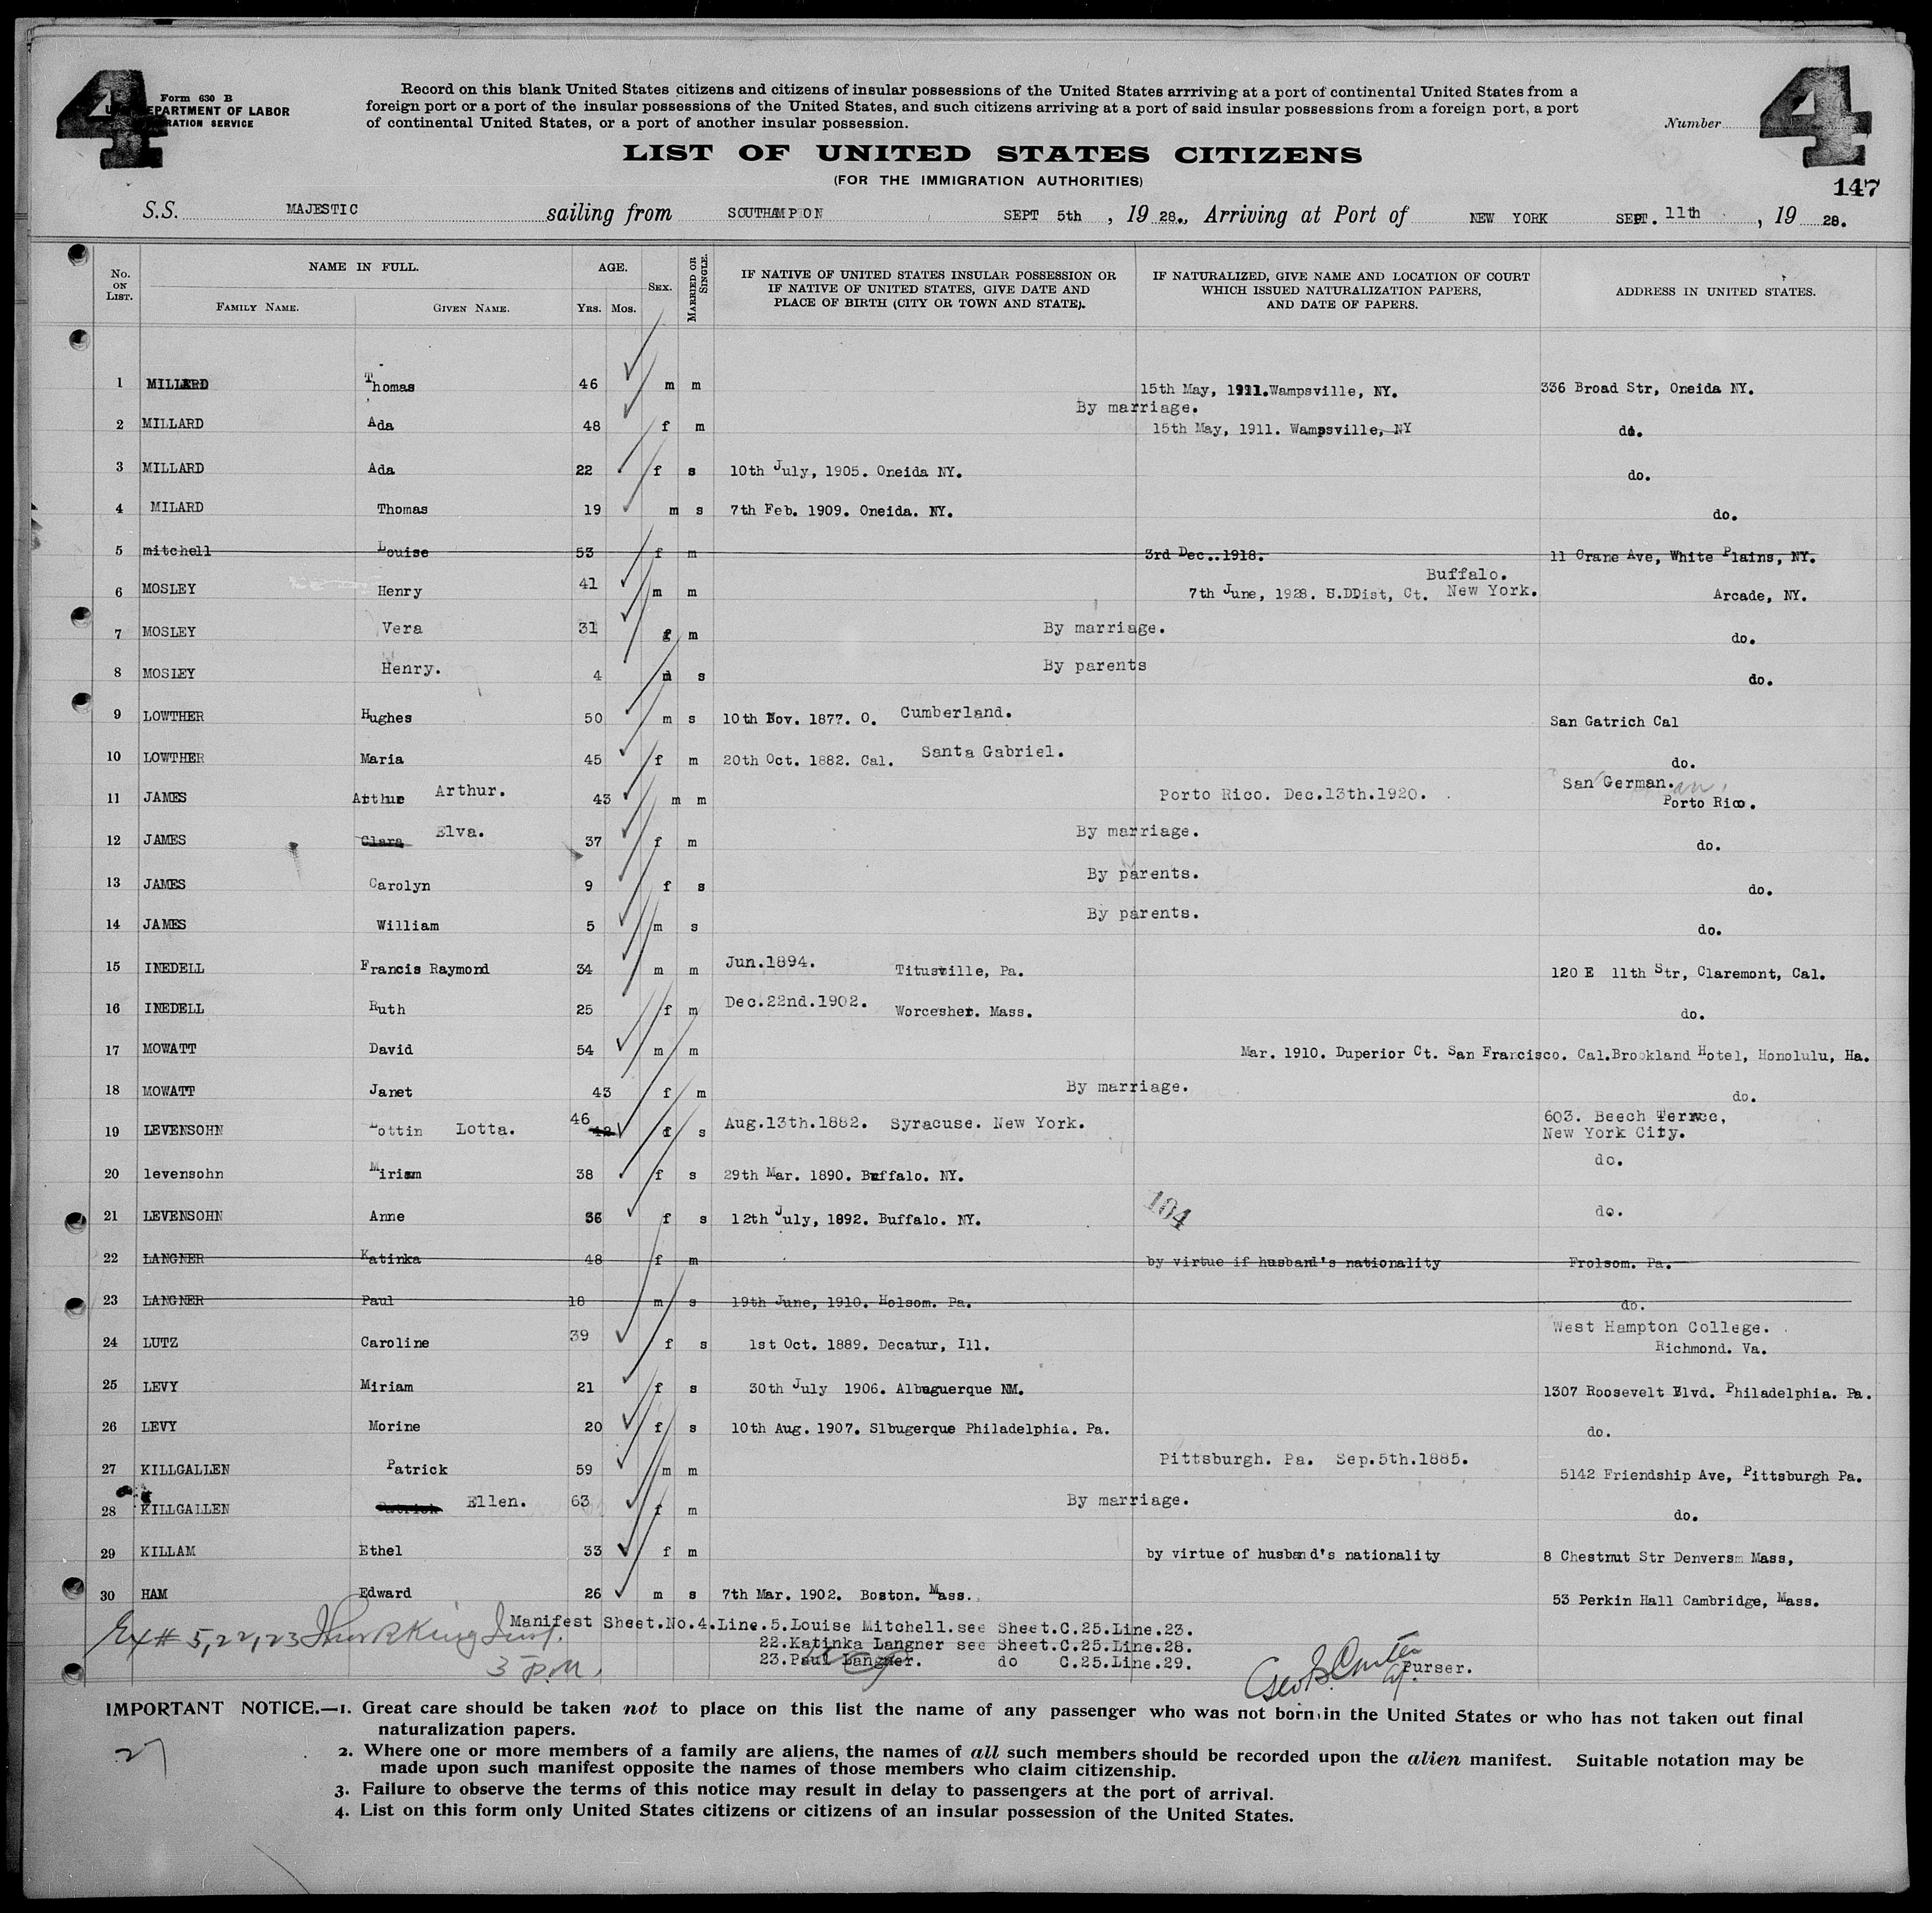 4
4
Form 630 B
DEPARTMENT OF LABOR
IMMIGRATION SERVICE
Record on this blank United States citizens and citizens of insular possessions of the United States arrriving at a port of continental United States from a
foreign port or a port of the insular possessions of the United States, and such citizens arriving at a port of said insular possessions from a foreign port, a port
of continental United States, or a port of another insular possession.
Number
LIST OF UNITED STATES CITIZENS
(FOR THE IMMIGRATION AUTHORITIES)
147
S.S. MAJESTIC sailing from SOUTHAMPTON SEPT 5th, 1928., Arriving at Port of NEW YORK SEPT. 11th, 1928.
No. ON LIST. NAME IN FULL. FAMILY NAME. GIVEN NAME. AGE. YRS. MOS. SEX. MARRIED OR SINGLE. IF NATIVE OF UNITED STATES INSULAR POSSESSION OR IF NATIVE OF UNITED STATES, GIVE DATE AND PLACE OF BIRTH (CITY OR TOWN AND STATE). IF NATURALIZED, GIVE NAME AND LOCATION OF COURT WHICH ISSUED NATURALIZATION PAPERS, AND DATE OF PAPERS. ADDRESS IN UNITED STATES.
1 MILLARD Thomas 46 m m 15th May, 1911. Wampsville, NY. 336 Broad Str, Oneida NY.
2 MILLARD Ada 48 f m By marriage. 15th May, 1911. Wampsville, NY do.
3 MILLARD Ada 22 f s 10th July, 1905. Oneida NY. do.
4 MILARD Thomas 19 m s 7th Feb. 1909. Oneida. NY. do.
5 mitchell Louise 53 f m 3rd Dec..1918. 11 Crane Ave, White Plains, NY.
6 MOSLEY Henry 41 m m 7th June, 1928. U.DDist, Ct. Buffalo. New York. Arcade, NY.
7 MOSLEY Vera 31 f m By marriage. do.
8 MOSLEY Henry. 4 m s By parents do.
9 LOWTHER Hughes 50 m s 10th Nov. 1877. O. Cumberland. San Gatrich Cal
10 LOWTHER Maria 45 f m 20th Oct. 1882. Cal. Santa Gabriel. do.
11 JAMES Arthur Arthur. 43 m m Porto Rico. Dec.13th.1920. San German. Porto Rico.
12 JAMES Clara Elva. 37 f m By marriage. do.
13 JAMES Carolyn 9 f s By parents. do.
14 JAMES William 5 m s By parents. do.
15 INEDELL Francis Raymond 34 m m Jun.1894. Titusville, Pa. 120 E 11th Str, Claremont, Cal.
16 INEDELL Ruth 25 f m Dec.22nd.1902. Worcesher. Mass. do.
17 MOWATT David 54 m m Mar. 1910. Duperior Ct. San Francisco. Cal. Brookland Hotel, Honolulu, Ha.
18 MOWATT Janet 43 f m By marriage. do.
19 LEVENSOHN Lottin Lotta. 46 f s Aug.13th.1882. Syracuse. New York. 603. Beech Terrace, New York City.
20 levensohn Miriam 38 f s 29th Mar. 1890. Buffalo. NY. do.
21 LEVENSOHN Anne 36 f s 12th July, 1892. Buffalo. NY. 184 do.
22 LANGNER Katinka 48 f m by virtue if husband's nationality Frolsom. Pa.
23 LANGNER Paul 18 m s 19th June, 1910. Holsom. Pa. do.
24 LUTZ Caroline 39 f s 1st Oct. 1889. Decatur, Ill. West Hampton College. Richmond. Va.
25 LEVY Miriam 21 f s 30th July 1906. Albuguerque NM. 1307 Roosevelt Blvd. Philadelphia. Pa.
26 LEVY Morine 20 f s 10th Aug. 1907. Slbugerque Philadelphia. Pa. do.
27 KILLGALLEN Patrick 59 m m Pittsburgh. Pa. Sep.5th.1885. 5142 Friendship Ave, Pittsburgh Pa.
28 KILLGALLEN Patrick Ellen. 63 f m By marriage. do.
29 KILLAM Ethel 33 f m by virtue of husband's nationality 8 Chestnut Str Denversm Mass,
30 HAM Edward 26 m s 7th Mar. 1902. Boston. Mass. 53 Perkin Hall Cambridge, Mass.
Manifest Sheet.No.4.Line.5.Louise Mitchell.see Sheet.C.25.Line.23.
22.Katinka Langner see Sheet.C.25.Line.28.
23.Paul Langner. do C.25.Line.29.
Ex # 5,22,23
3 P.M.
Purser.
IMPORTANT NOTICE.—1. Great care should be taken not to place on this list the name of any passenger who was not born in the United States or who has not taken out final
naturalization papers.
2. Where one or more members of a family are aliens, the names of all such members should be recorded upon the alien manifest. Suitable notation may be
made upon such manifest opposite the names of those members who claim citizenship.
3. Failure to observe the terms of this notice may result in delay to passengers at the port of arrival.
4. List on this form only United States citizens or citizens of an insular possession of the United States.
27